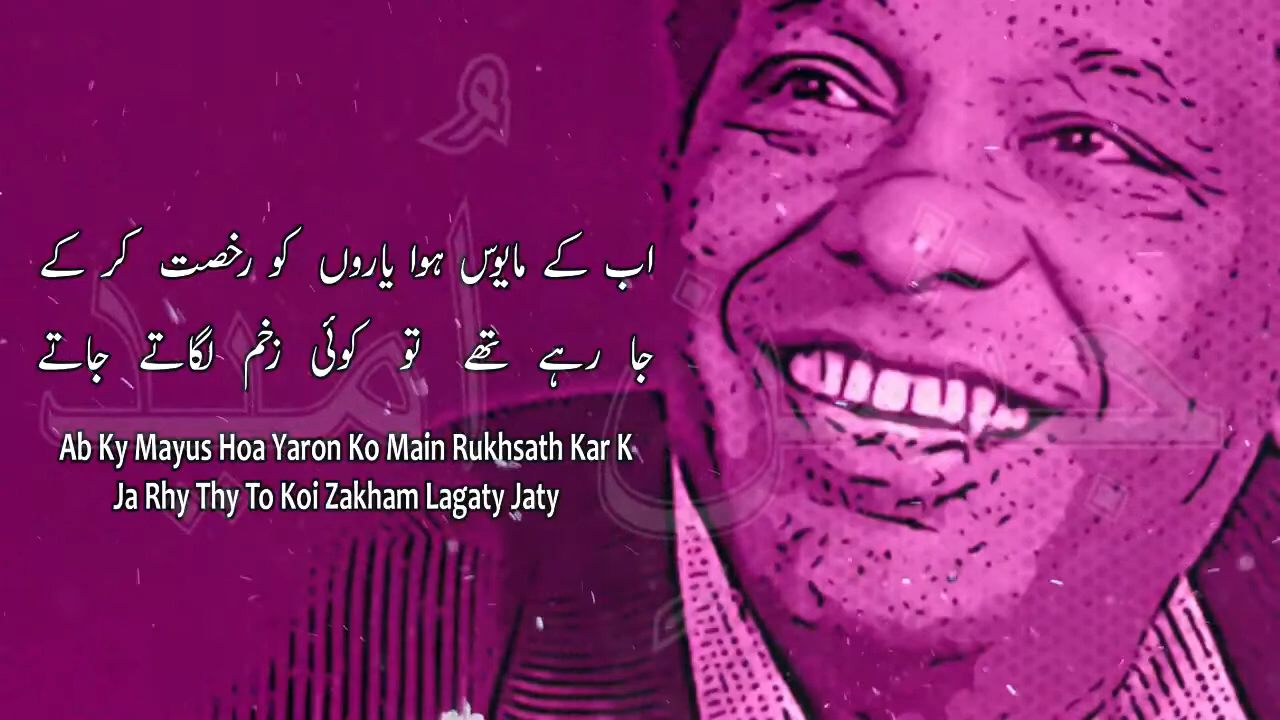 اب کے مایوس ہوا یاروں کو رخصت کر کے
جا رہے تھے تو کوئی زخم لگاتے جاتے
Ab Ky Mayus Hoa Yaron Ko Main Rukhsath Kar K
Ja Rhy Thy To Koi Zakham Lagaty Jaty